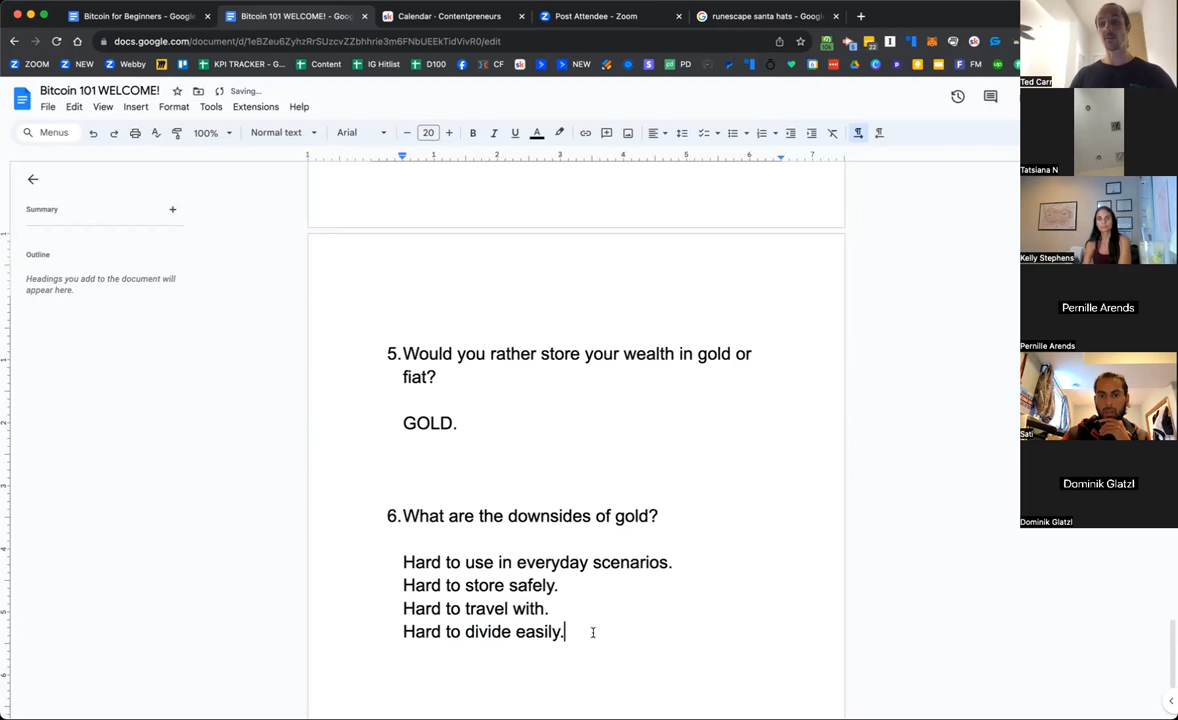 Bitcoin for Beginners - Google
Bitcoin 101 WELCOME! - Goog
Calendar - Contentpreneurs
Post Attendee - Zoom
runescape santa hats - Google
docs.google.com/document/d/1eBZeu6ZyhzRrSUzcvZZbhhrie3m6FNbUEEkTidVivR0/edit
ZOOM
NEW
Webby
KPI TRACKER - G...
Content
IG Hitlist
D100
CF
NEW
PD
FM
Bitcoin 101 WELCOME!
Saving...
File Edit View Insert Format Tools Extensions Help
Menus
100%
Normal text
Arial
20
B I U A
Summary
Outline
Headings you add to the document will
appear here.
5. Would you rather store your wealth in gold or
fiat?
GOLD.
6. What are the downsides of gold?
Hard to use in everyday scenarios.
Hard to store safely.
Hard to travel with.
Hard to divide easily.
Ted Carr
Tatsiana N
Kelly Stephens
Pernille Arends
Pernille Arends
Sati
Dominik Glatzl
Dominik Glatzl